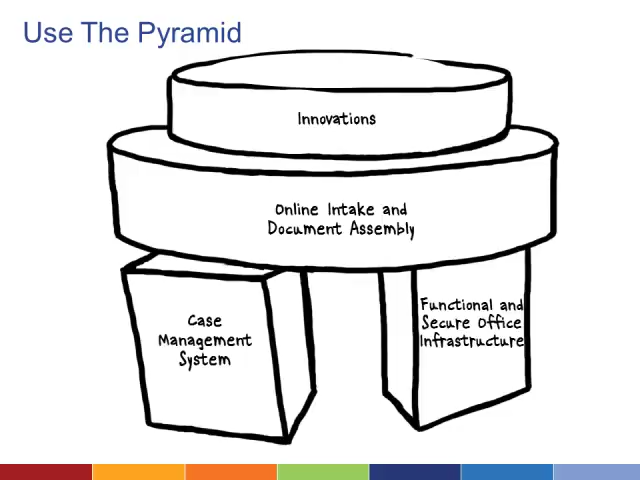 Use The Pyramid
Innovations
Online Intake and
Document Assembly
Case
Management
System
Functional and
Secure Office
Infrastructure